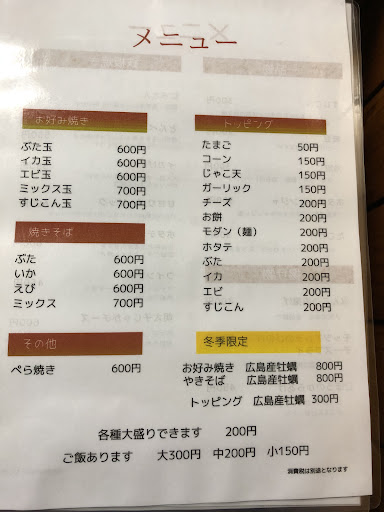 メニュー
お好み焼き
ぶた玉 600円
イカ玉 600円
エビ玉 600円
ミックス玉 700円
すじこん玉 700円
焼きそば
ぶた 600円
いか 600円
えび 600円
ミックス 700円
その他
ぺら焼き 600円
トッピング
たまご 50円
コーン 150円
じゃこ天 150円
ガーリック 150円
チーズ 200円
お餅 200円
モダン（麺） 200円
ホタテ 200円
ぶた 200円
イカ 200円
エビ 200円
すじこん 200円
冬季限定
お好み焼き 広島産牡蠣 800円
やきそば 広島産牡蠣 800円
トッピング 広島産牡蠣 300円
各種大盛りできます 200円
ご飯あります 大300円 中200円 小150円
消費税は別途となります